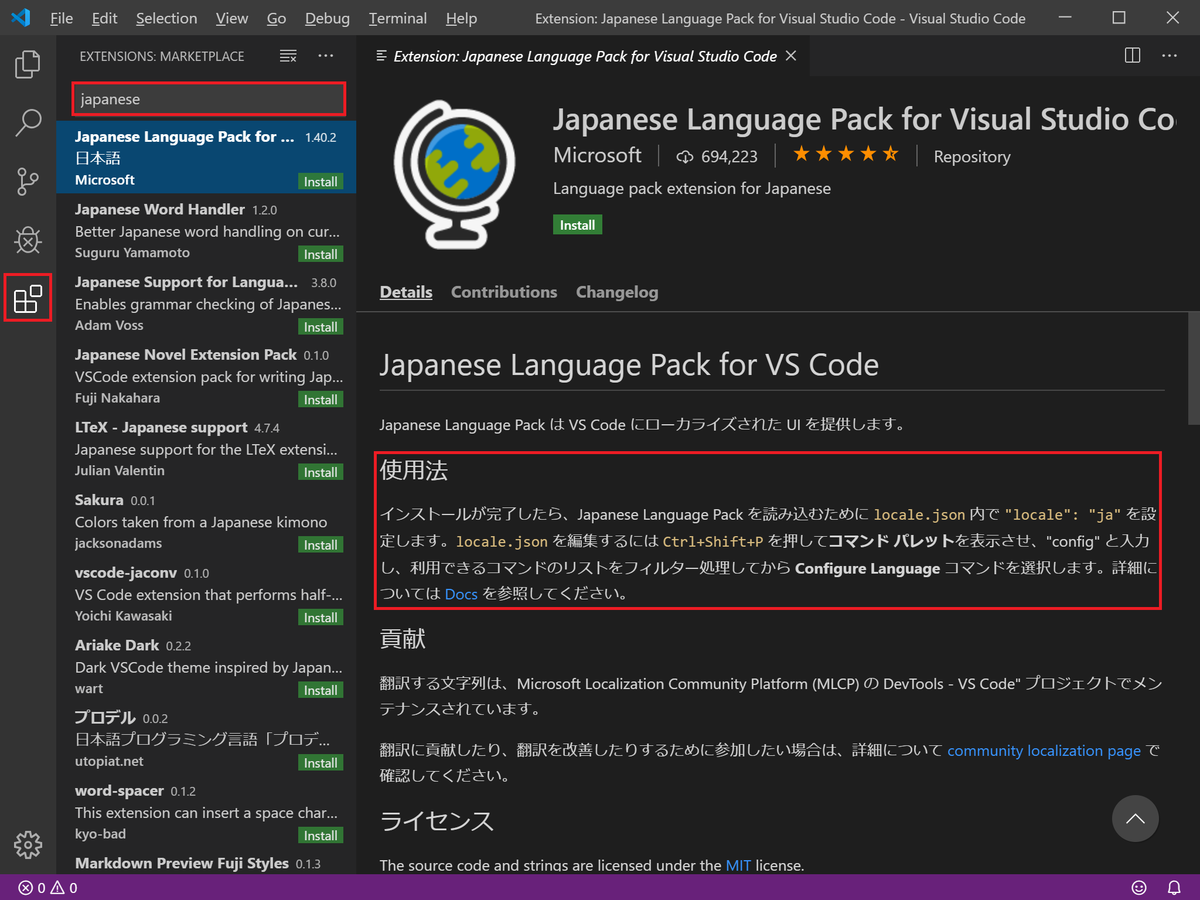 File Edit Selection View Go Debug Terminal Help Extension: Japanese Language Pack for Visual Studio Code - Visual Studio Code
EXTENSIONS: MARKETPLACE
japanese
Japanese Language Pack for ... 1.40.2
日本語
Microsoft Install
Japanese Word Handler 1.2.0
Better Japanese word handling on cur...
Suguru Yamamoto Install
Japanese Support for Langua... 3.8.0
Enables grammar checking of Japanes...
Adam Voss Install
Japanese Novel Extension Pack 0.1.0
VSCode extension pack for writing Jap...
Fuji Nakahara Install
LTeX - Japanese support 4.7.4
Japanese support for the LTeX extensi...
Julian Valentin Install
Sakura 0.0.1
Colors taken from a Japanese kimono
jacksonadams Install
vscode-jaconv 0.1.0
VS Code extension that performs half-...
Yoichi Kawasaki Install
Ariake Dark 0.2.2
Dark VSCode theme inspired by Japan...
wart Install
プロデル 0.0.2
日本語プログラミング言語「プロデ...
utopiat.net Install
word-spacer 0.1.2
This extension can insert a space char...
kyo-bad Install
Markdown Preview Fuji Styles 0.1.3
Extension: Japanese Language Pack for Visual Studio Code
Japanese Language Pack for Visual Studio Co
Microsoft 694,223 Repository
Language pack extension for Japanese
Install
Details Contributions Changelog
Japanese Language Pack for VS Code
Japanese Language Pack は VS Code にローカライズされた UI を提供します。
使用法
インストールが完了したら、Japanese Language Pack を読み込むために locale.json 内で "locale": "ja" を設
定します。locale.json を編集するには Ctrl+Shift+P を押してコマンド パレットを表示させ、"config" と入力
し、利用できるコマンドのリストをフィルター処理してから Configure Language コマンドを選択します。詳細に
ついては Docs を参照してください。
貢献
翻訳する文字列は、Microsoft Localization Community Platform (MLCP) の DevTools - VS Code" プロジェクトでメン
テナンスされています。
翻訳に貢献したり、翻訳を改善したりするために参加したい場合は、詳細について community localization page で
確認してください。
ライセンス
The source code and strings are licensed under the MIT license.
0 0